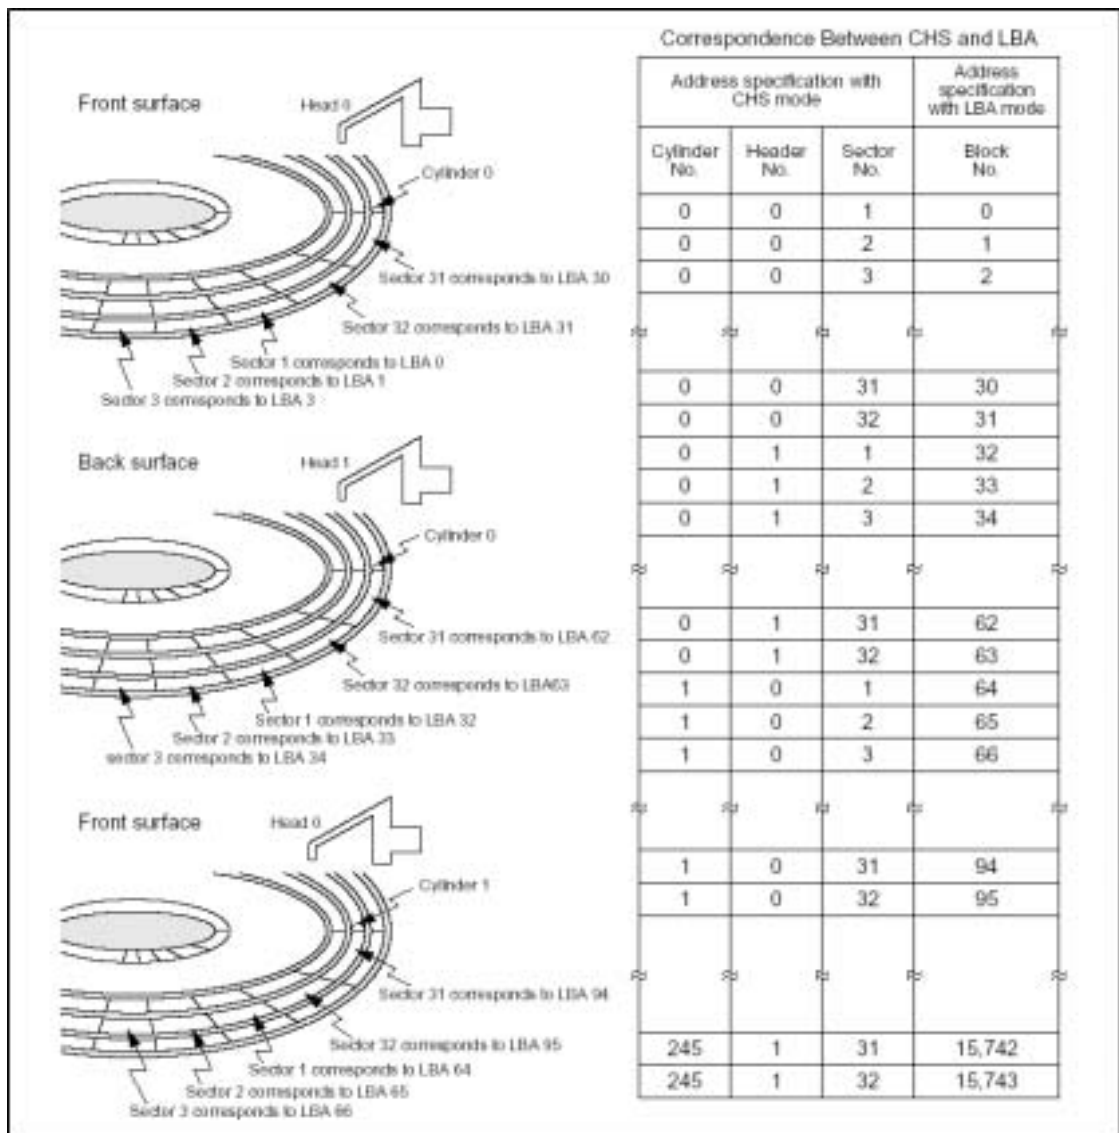 Front surface
Head 0
Cylinder 0
Sector 31 corresponds to LBA 30
Sector 32 corresponds to LBA 31
Sector 1 corresponds to LBA 0
Sector 2 corresponds to LBA 1
Sector 3 corresponds to LBA 3
Back surface
Head 1
Cylinder 0
Sector 31 corresponds to LBA 62
Sector 32 corresponds to LBA63
Sector 1 corresponds to LBA 32
Sector 2 corresponds to LBA 33
sector 3 corresponds to LBA 34
Front surface
Head 0
Cylinder 1
Sector 31 corresponds to LBA 94
Sector 32 corresponds to LBA 95
Sector 1 corresponds to LBA 64
Sector 2 corresponds to LBA 65
Sector 3 corresponds to LBA 66
Correspondence Between CHS and LBA
Address specification with CHS mode
Address specification with LBA mode
Cylinder No. Header No. Sector No. Block No.
0 0 1 0
0 0 2 1
0 0 3 2
0 0 31 30
0 0 32 31
0 1 1 32
0 1 2 33
0 1 3 34
0 1 31 62
0 1 32 63
1 0 1 64
1 0 2 65
1 0 3 66
1 0 31 94
1 0 32 95
245 1 31 15,742
245 1 32 15,743